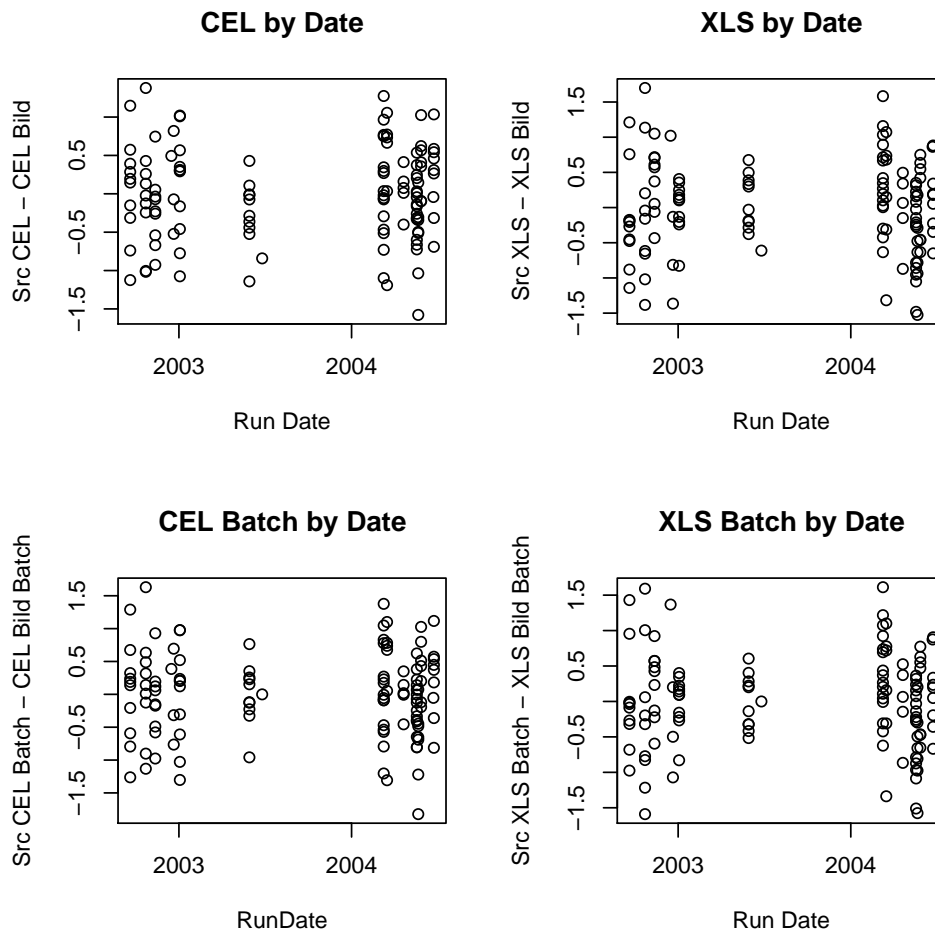 CEL by Date
Src CEL − CEL Bild
0.5
−0.5
−1.5
2003 2004
Run Date
XLS by Date
Src XLS − XLS Bild
1.5
0.5
−0.5
−1.5
2003 2004
Run Date
CEL Batch by Date
Src CEL Batch − CEL Bild Batch
1.5
0.5
−0.5
−1.5
2003 2004
RunDate
XLS Batch by Date
Src XLS Batch − XLS Bild Batch
1.5
0.5
−0.5
−1.5
2003 2004
Run Date